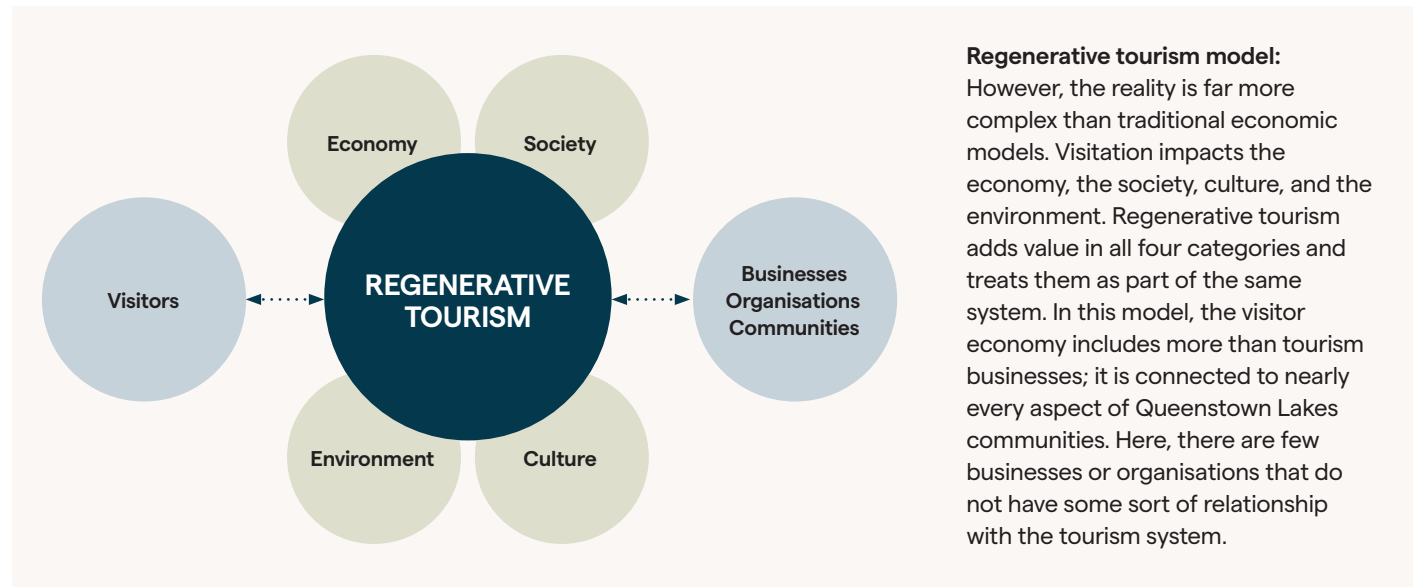 Economy
Society
Visitors
REGENERATIVE
TOURISM
Businesses
Organisations
Communities
Environment
Culture
Regenerative tourism model:
However, the reality is far more
complex than traditional economic
models. Visitation impacts the
economy, the society, culture, and the
environment. Regenerative tourism
adds value in all four categories and
treats them as part of the same
system. In this model, the visitor
economy includes more than tourism
businesses; it is connected to nearly
every aspect of Queenstown Lakes
communities. Here, there are few
businesses or organisations that do
not have some sort of relationship
with the tourism system.